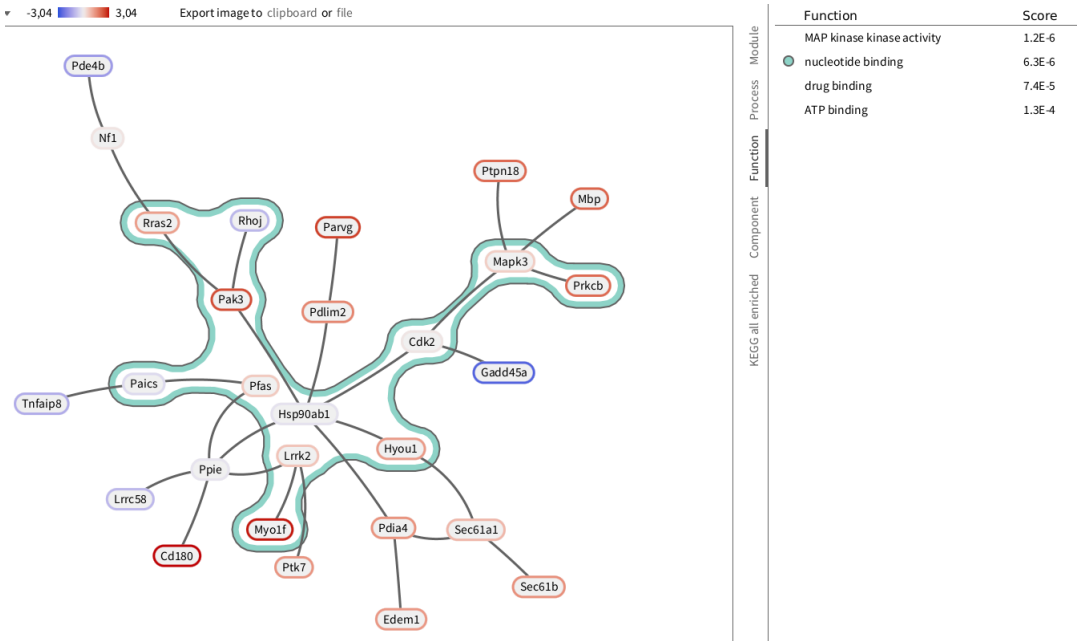 -3,04 3,04 Export image to clipboard or file
Function Score
MAP kinase kinase activity 1.2E-6
nucleotide binding 6.3E-6
drug binding 7.4E-5
ATP binding 1.3E-4
Module
Process
Function
Component
KEGG all enriched
Pde4b
Nf1
Ptpn18
Mbp
Rras2
Rhoj
Parvg
Mapk3
Prkcb
Pak3
Pdlim2
Cdk2
Gadd45a
Paics
Pfas
Tnfaip8
Hsp90ab1
Hyou1
Lrrk2
Ppie
Lrrc58
Myo1f
Pdia4
Sec61a1
Cd180
Ptk7
Sec61b
Edem1